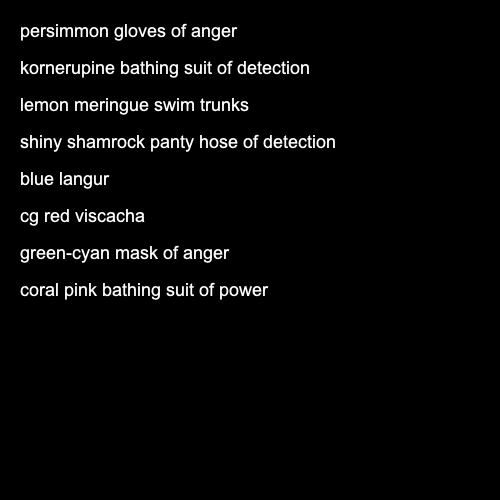 persimmon gloves of anger
kornerupine bathing suit of detection
lemon meringue swim trunks
shiny shamrock panty hose of detection
blue langur
cg red viscacha
green-cyan mask of anger
coral pink bathing suit of power